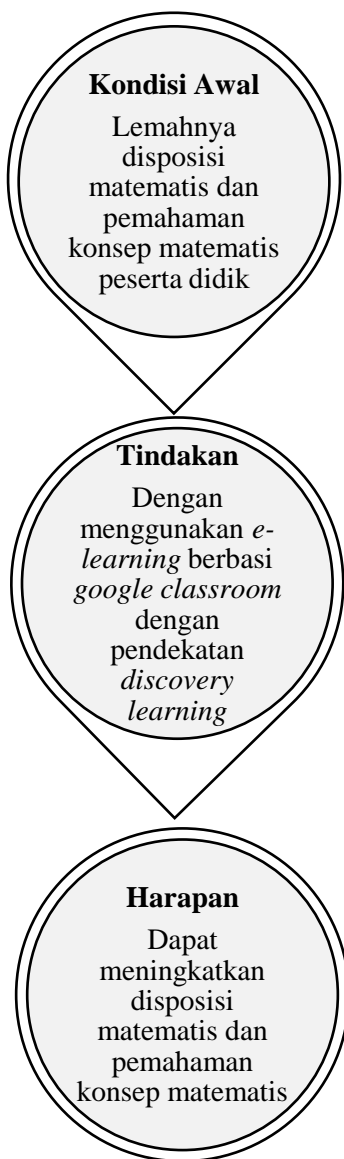 Kondisi Awal
Lemahnya
disposisi
matematis dan
pemahaman
konsep matematis
peserta didik
Tindakan
Dengan
menggunakan e-
learning berbasi
google classroom
dengan
pendekatan
discovery
learning
Harapan
Dapat
meningkatkan
disposisi
matematis dan
pemahaman
konsep matematis